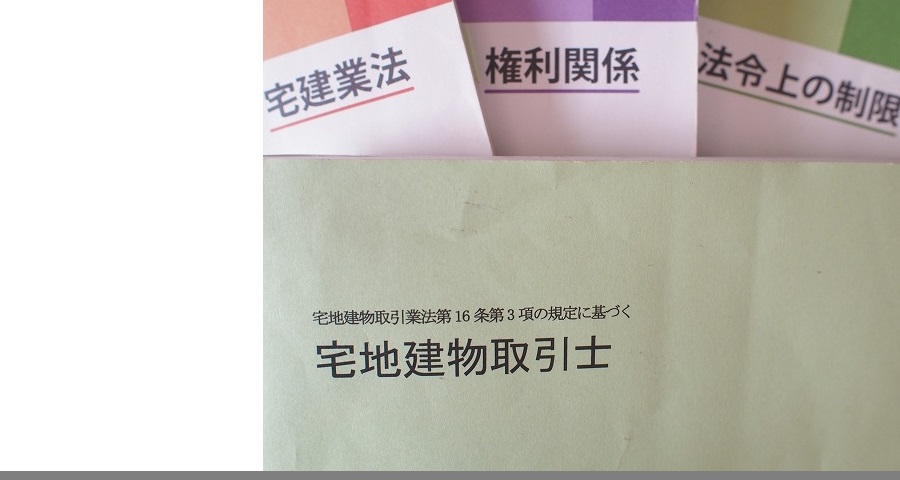 宅建業法
権利関係
法令上の制限
宅地建物取引業法第16条第3項の規定に基づく
宅地建物取引士